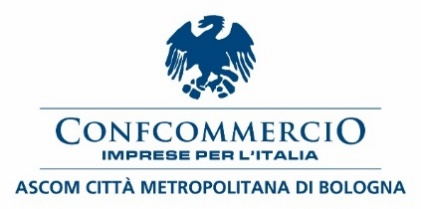 CONFCOMMERCIO
IMPRESE PER L'ITALIA
ASCOM CITTÀ METROPOLITANA DI BOLOGNA